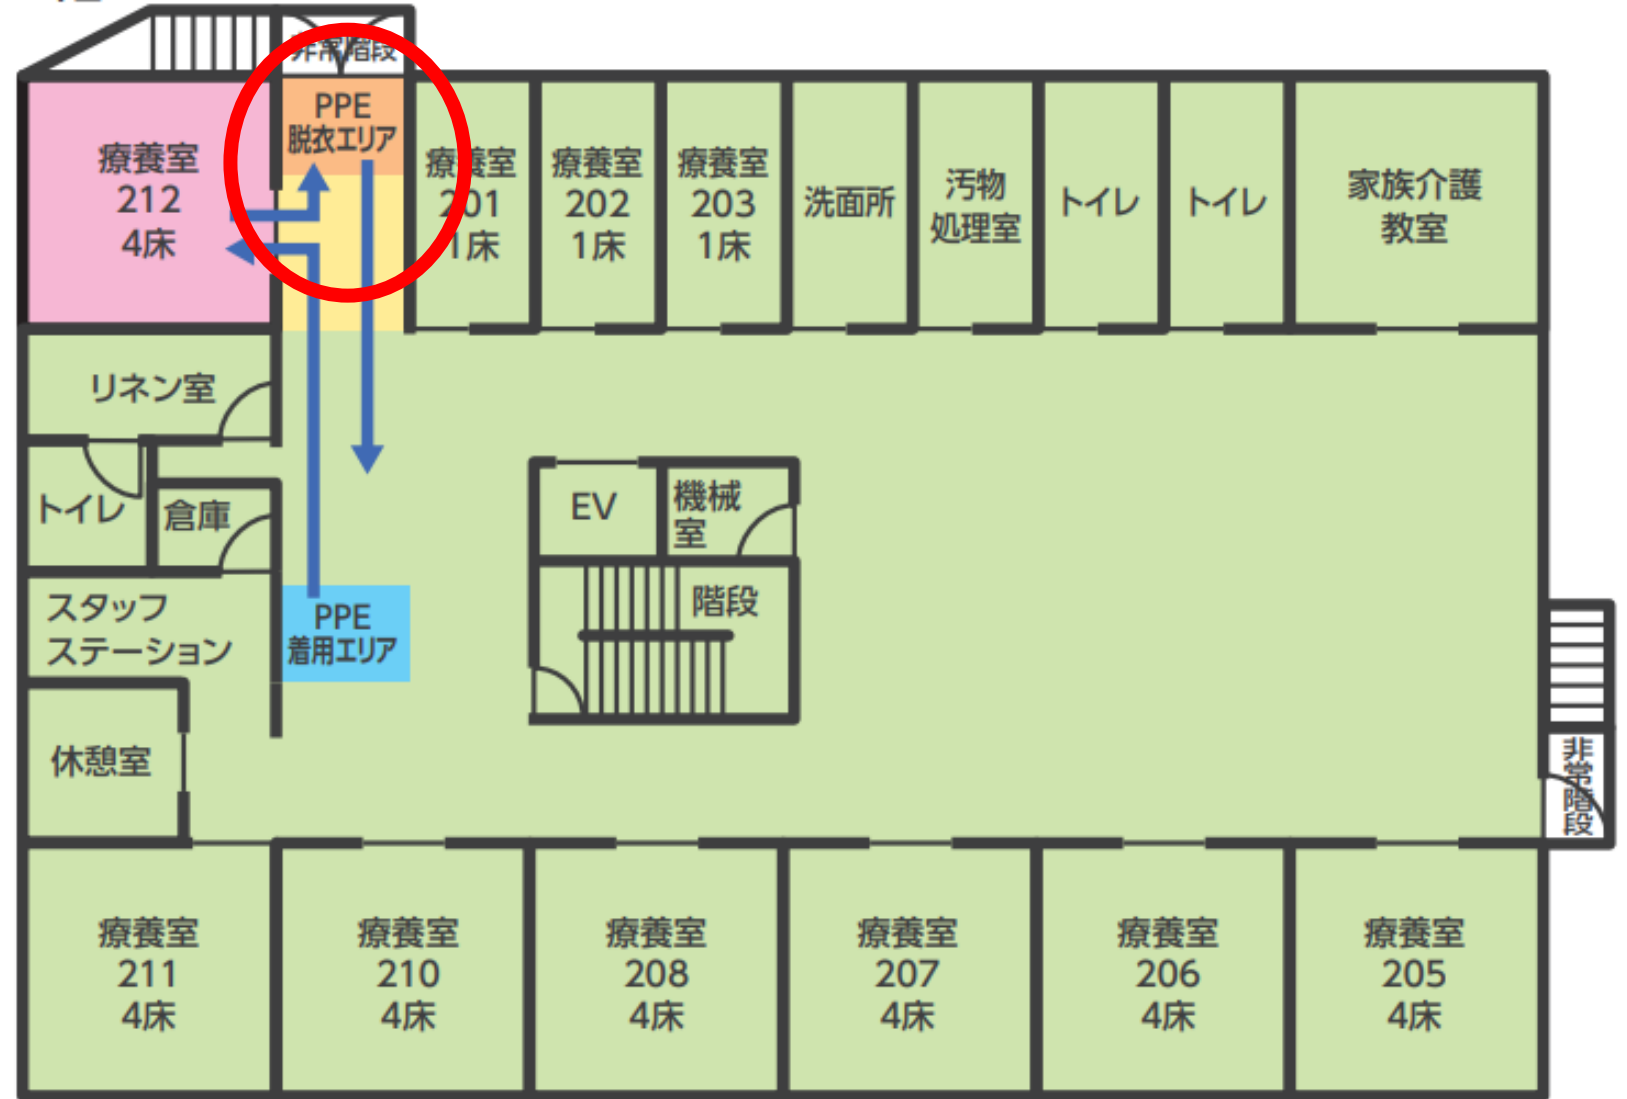 非常階段
PPE
脱衣エリア
療養室
212
4床
療養室
201
1床
療養室
202
1床
療養室
203
1床
洗面所
汚物
処理室
トイレ
トイレ
家族介護
教室
リネン室
トイレ
倉庫
EV
機械
室
階段
スタッフ
ステーション
PPE
着用エリア
休憩室
非常階段
療養室
211
4床
療養室
210
4床
療養室
208
4床
療養室
207
4床
療養室
206
4床
療養室
205
4床